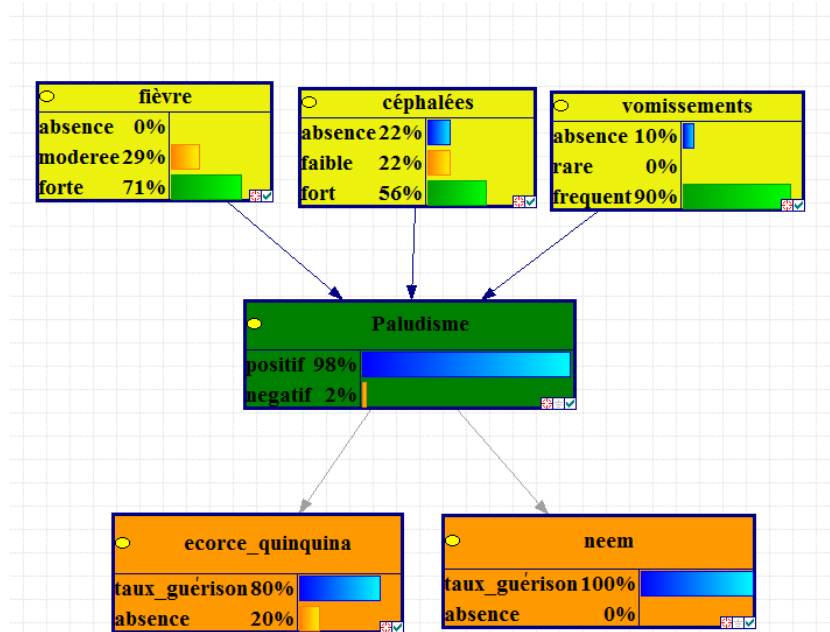 fièvre
absence 0%
moderee 29%
forte 71%
céphalées
absence 22%
faible 22%
fort 56%
vomissements
absence 10%
rare 0%
frequent 90%
Paludisme
positif 98%
negatif 2%
ecorce_quinquina
taux_guérison 80%
absence 20%
neem
taux_guérison 100%
absence 0%